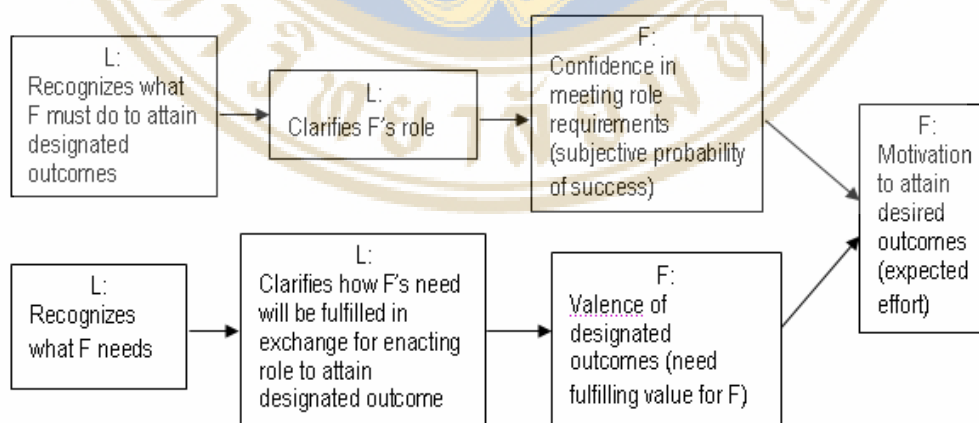 L:
Recognizes what
F must do to attain
designated
outcomes
L:
Clarifies F's role
F:
Confidence in
meeting role
requirements
(subjective probability
of success)
F:
Motivation
to attain
desired
outcomes
(expected
effort)
L:
Recognizes
what F needs
L:
Clarifies how F's need
will be fulfilled in
exchange for enacting
role to attain
designated outcome
F:
Valence of
designated
outcomes (need
fulfilling value for F)